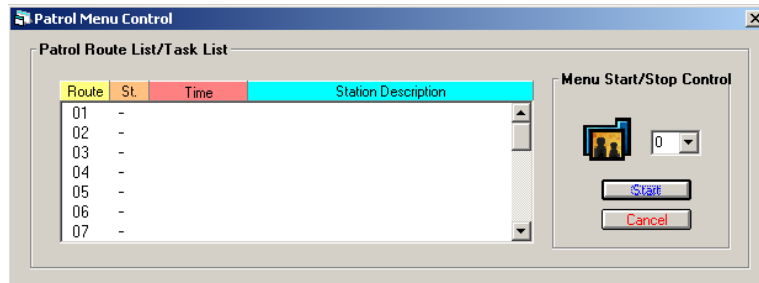 Patrol Menu Control
Patrol Route List/Task List
Route St. Time Station Description
01 -
02 -
03 -
04 -
05 -
06 -
07 -
Menu Start/Stop Control
0
Start
Cancel